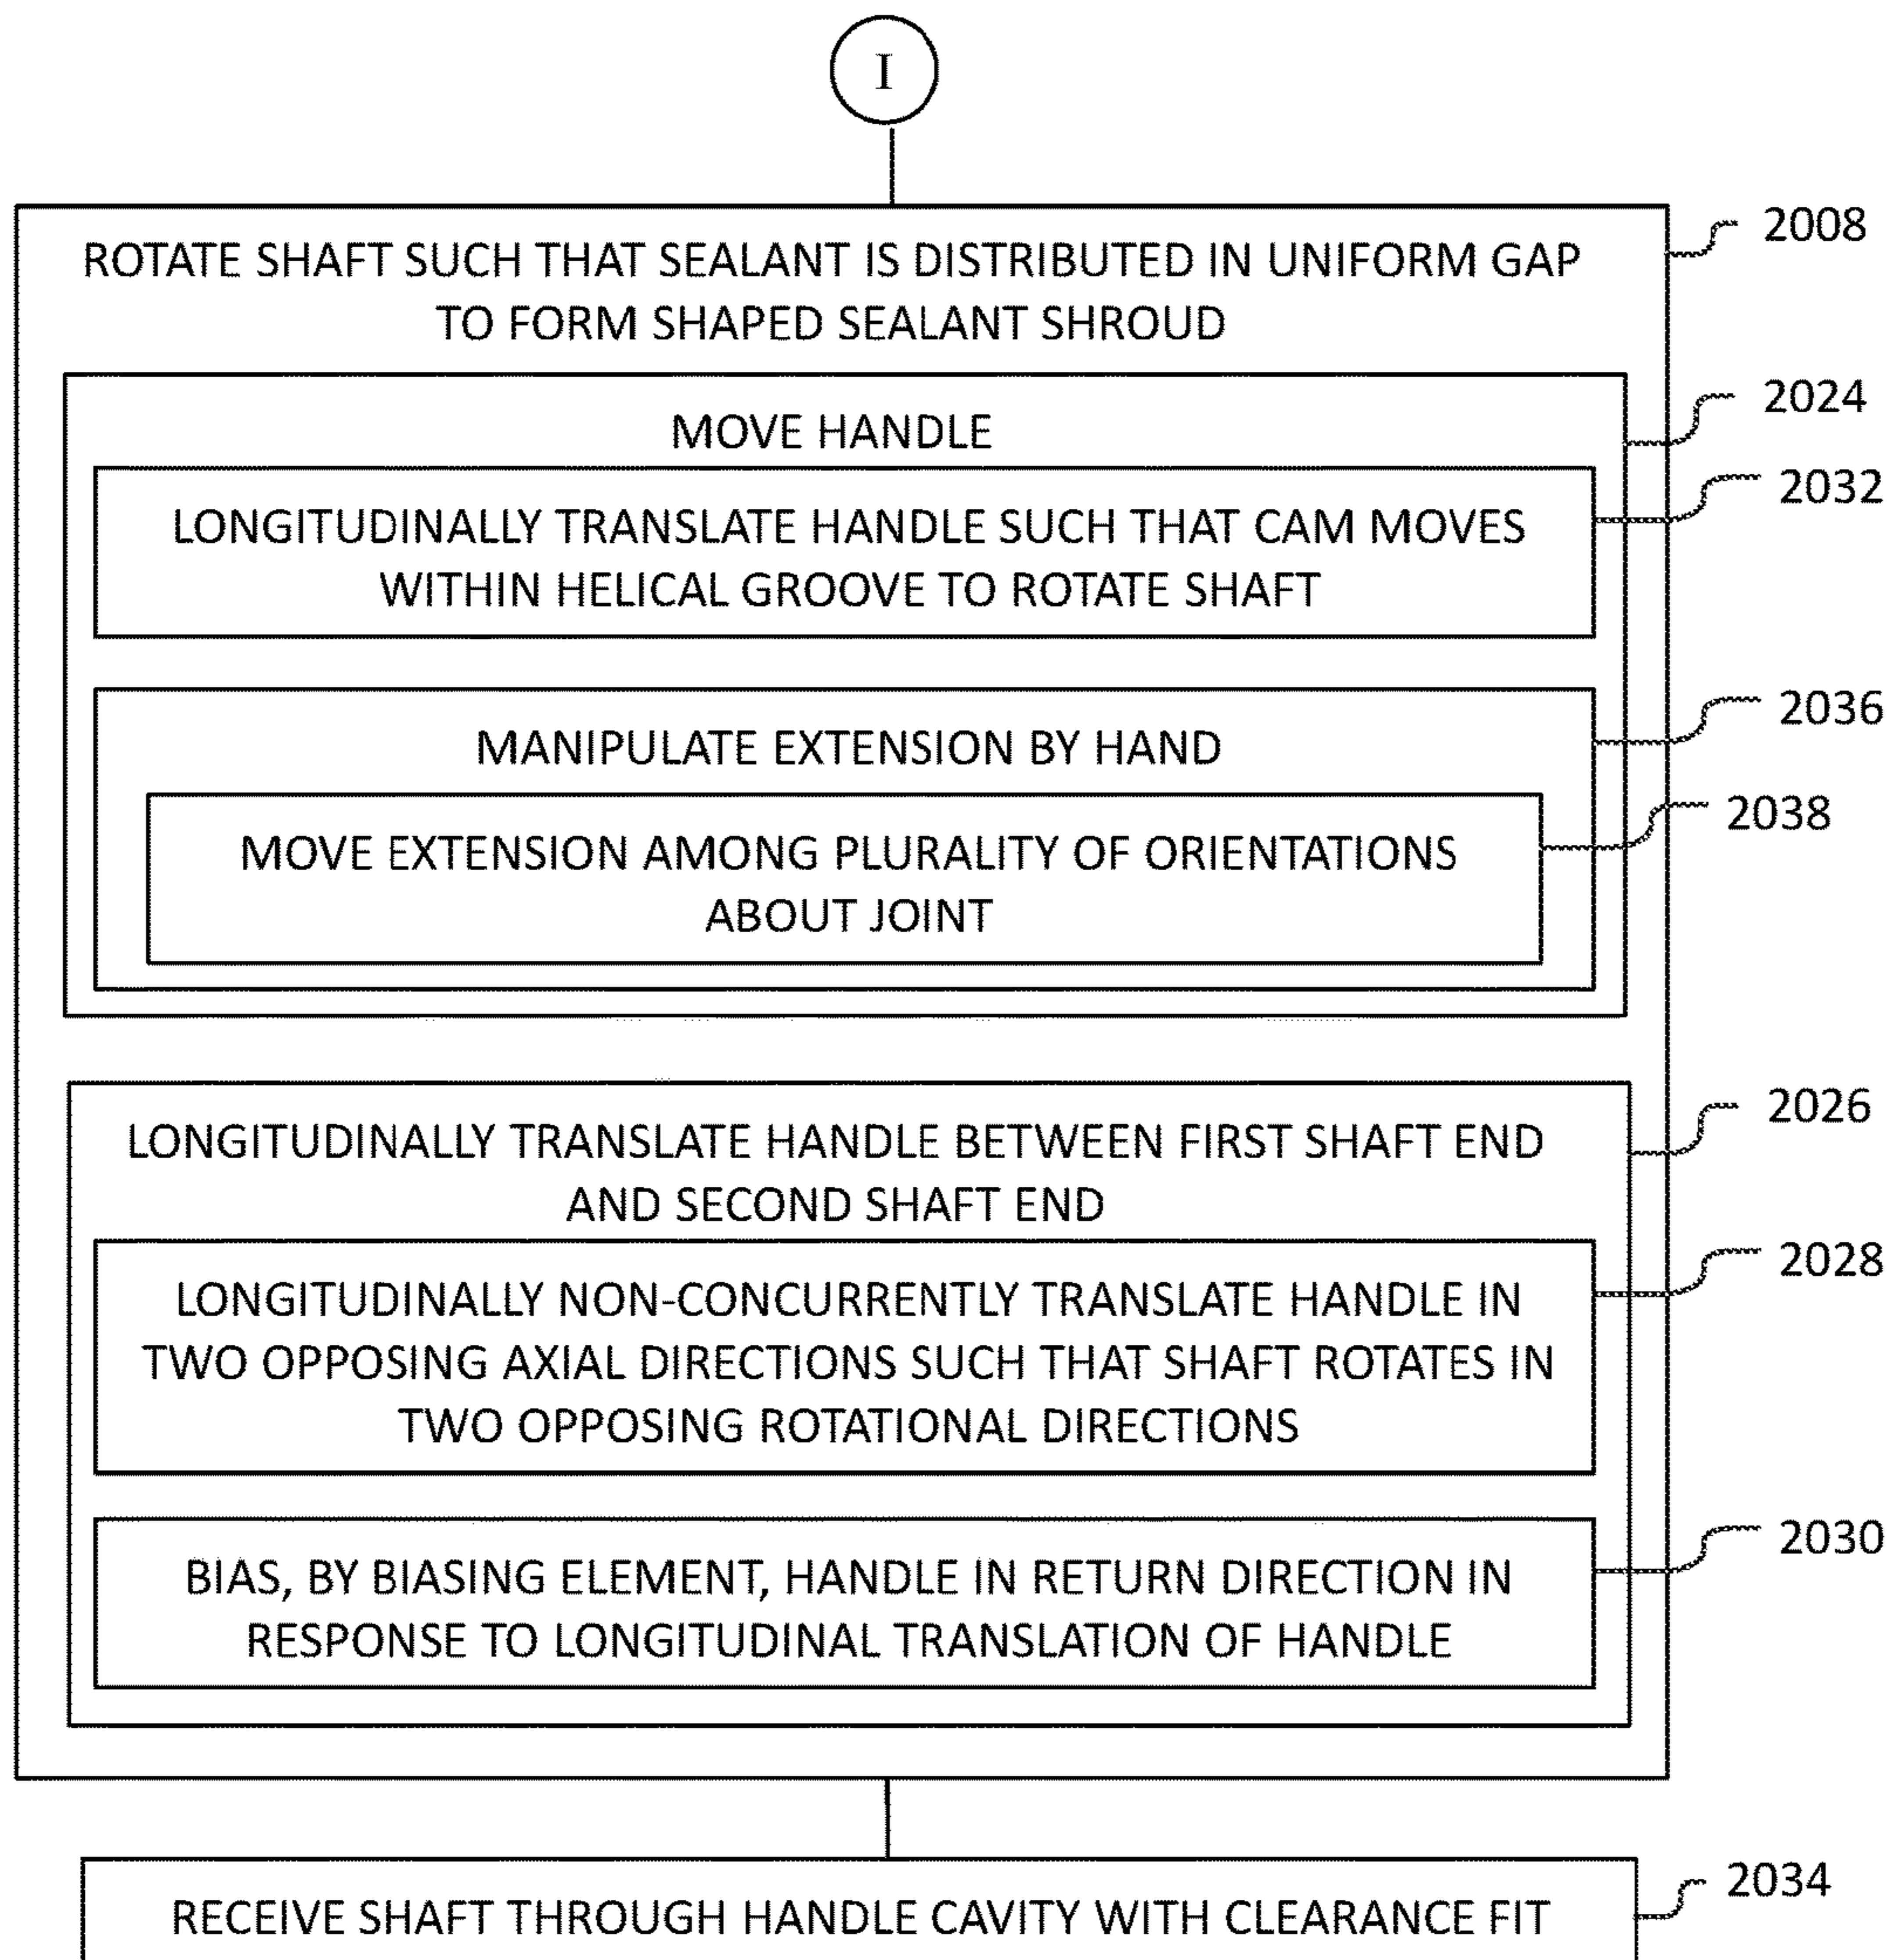 I
ROTATE SHAFT SUCH THAT SEALANT IS DISTRIBUTED IN UNIFORM GAP
TO FORM SHAPED SEALANT SHROUD
2008
MOVE HANDLE
2024
LONGITUDINALLY TRANSLATE HANDLE SUCH THAT CAM MOVES
WITHIN HELICAL GROOVE TO ROTATE SHAFT
2032
MANIPULATE EXTENSION BY HAND
2036
MOVE EXTENSION AMONG PLURALITY OF ORIENTATIONS
ABOUT JOINT
2038
LONGITUDINALLY TRANSLATE HANDLE BETWEEN FIRST SHAFT END
AND SECOND SHAFT END
2026
LONGITUDINALLY NON-CONCURRENTLY TRANSLATE HANDLE IN
TWO OPPOSING AXIAL DIRECTIONS SUCH THAT SHAFT ROTATES IN
TWO OPPOSING ROTATIONAL DIRECTIONS
2028
BIAS, BY BIASING ELEMENT, HANDLE IN RETURN DIRECTION IN
RESPONSE TO LONGITUDINAL TRANSLATION OF HANDLE
2030
RECEIVE SHAFT THROUGH HANDLE CAVITY WITH CLEARANCE FIT
2034